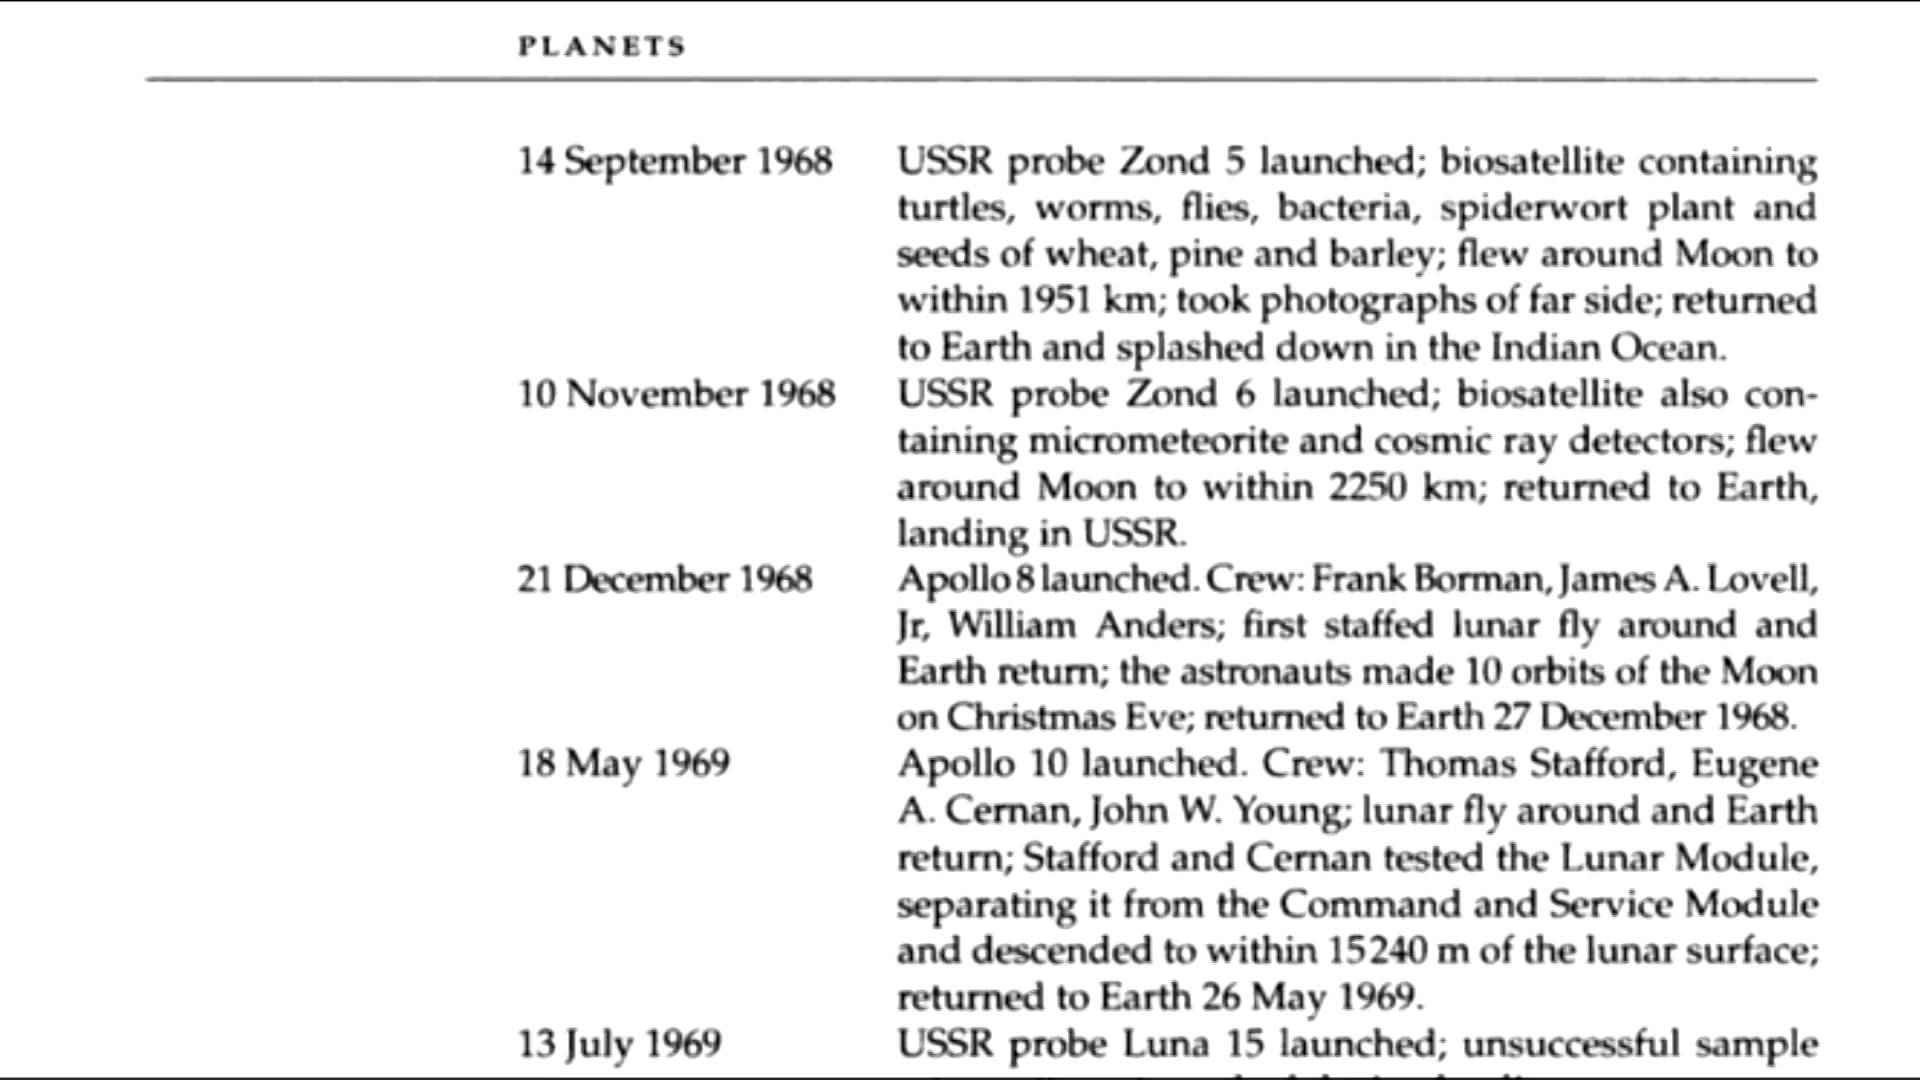 PLANETS
14 September 1968 USSR probe Zond 5 launched; biosatellite containing
turtles, worms, flies, bacteria, spiderwort plant and
seeds of wheat, pine and barley; flew around Moon to
within 1951 km; took photographs of far side; returned
to Earth and splashed down in the Indian Ocean.
10 November 1968 USSR probe Zond 6 launched; biosatellite also con-
taining micrometeorite and cosmic ray detectors; flew
around Moon to within 2250 km; returned to Earth,
landing in USSR.
21 December 1968 Apollo 8 launched. Crew: Frank Borman, James A. Lovell,
Jr, William Anders; first staffed lunar fly around and
Earth return; the astronauts made 10 orbits of the Moon
on Christmas Eve; returned to Earth 27 December 1968.
18 May 1969 Apollo 10 launched. Crew: Thomas Stafford, Eugene
A. Cernan, John W. Young; lunar fly around and Earth
return; Stafford and Cernan tested the Lunar Module,
separating it from the Command and Service Module
and descended to within 15240 m of the lunar surface;
returned to Earth 26 May 1969.
13 July 1969 USSR probe Luna 15 launched; unsuccessful sample